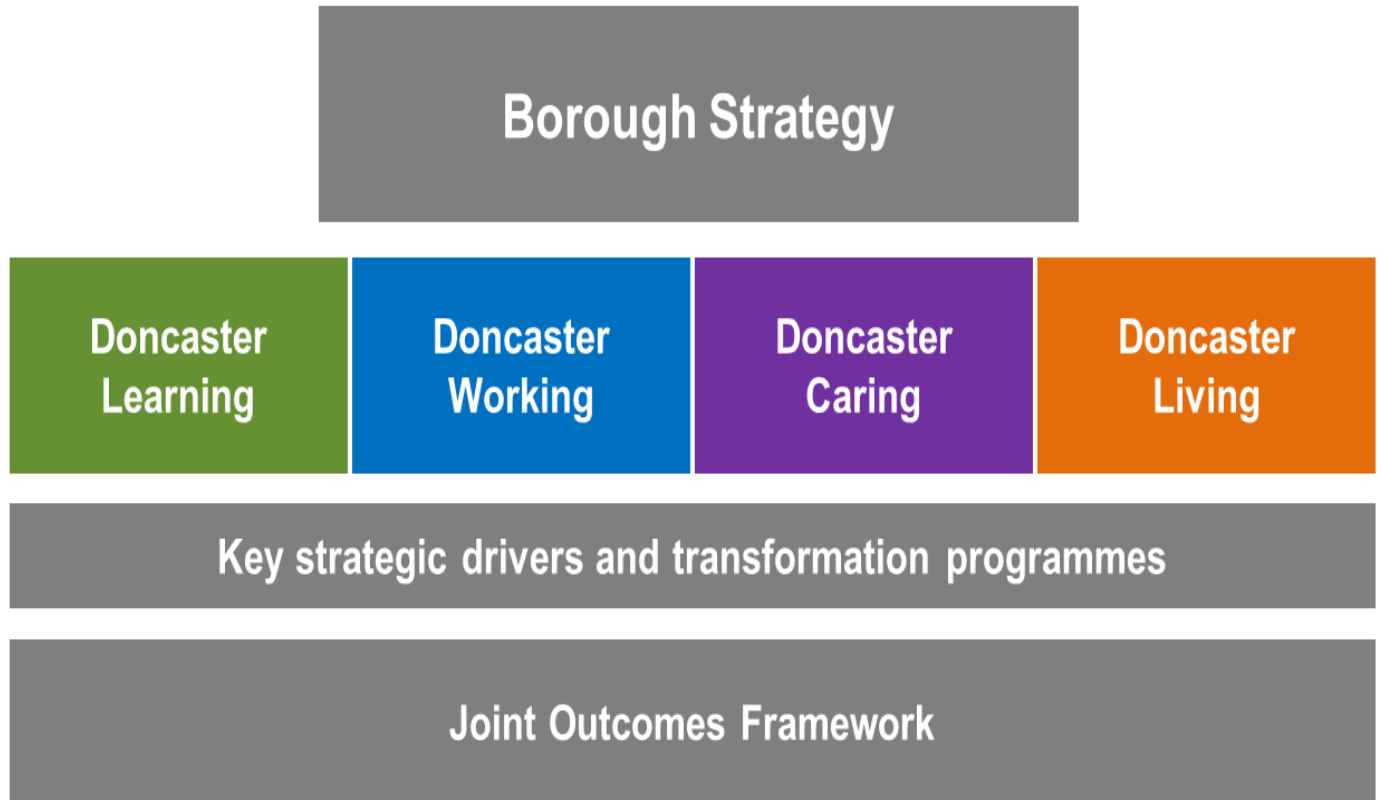 Borough Strategy
Doncaster
Learning
Doncaster
Working
Doncaster
Caring
Doncaster
Living
Key strategic drivers and transformation programmes
Joint Outcomes Framework